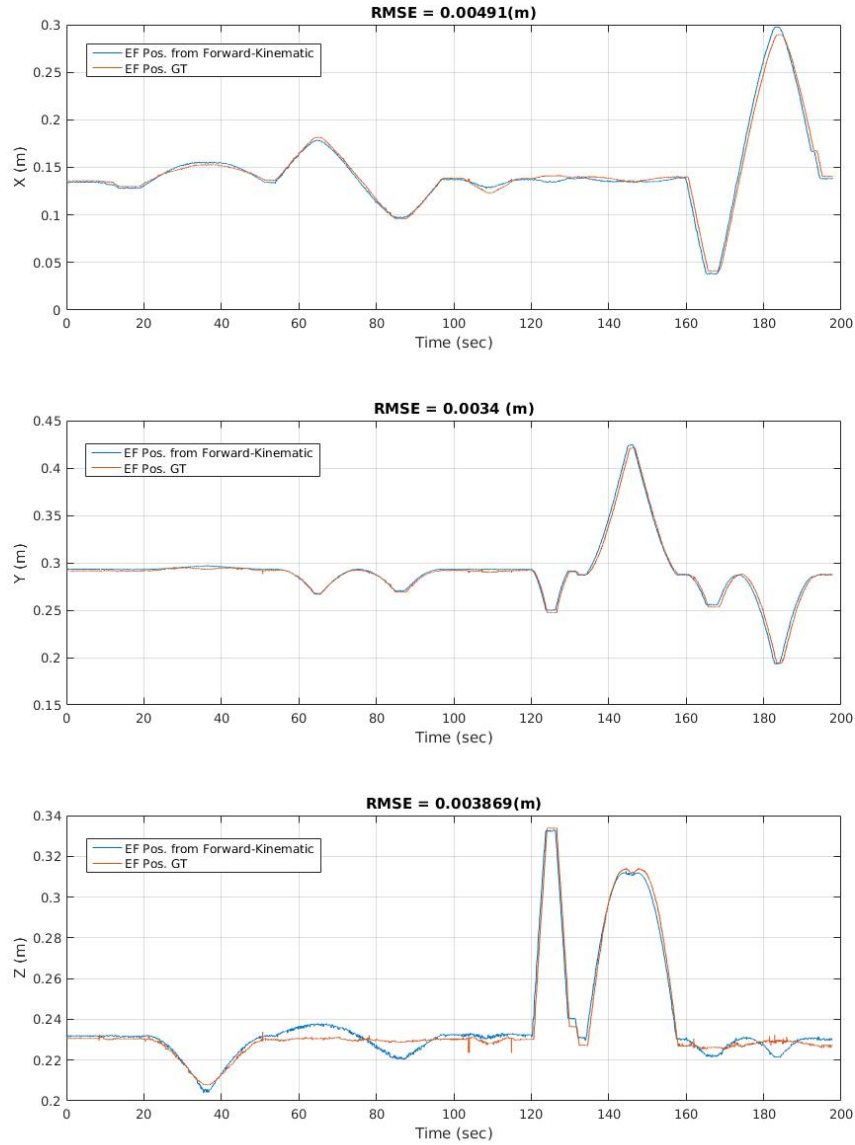 RMSE = 0.00491(m)
0.3
EF Pos. from Forward-Kinematic
EF Pos. GT
0.25
0.2
X (m)
0.15
0.1
0.05
0
0 20 40 60 80 100 120 140 160 180 200
Time (sec)
RMSE = 0.0034 (m)
0.45
EF Pos. from Forward-Kinematic
EF Pos. GT
0.4
0.35
Y (m)
0.3
0.25
0.2
0.15
0 20 40 60 80 100 120 140 160 180 200
Time (sec)
RMSE = 0.003869(m)
0.34
EF Pos. from Forward-Kinematic
EF Pos. GT
0.32
0.3
0.28
Z (m)
0.26
0.24
0.22
0.2
0 20 40 60 80 100 120 140 160 180 200
Time (sec)